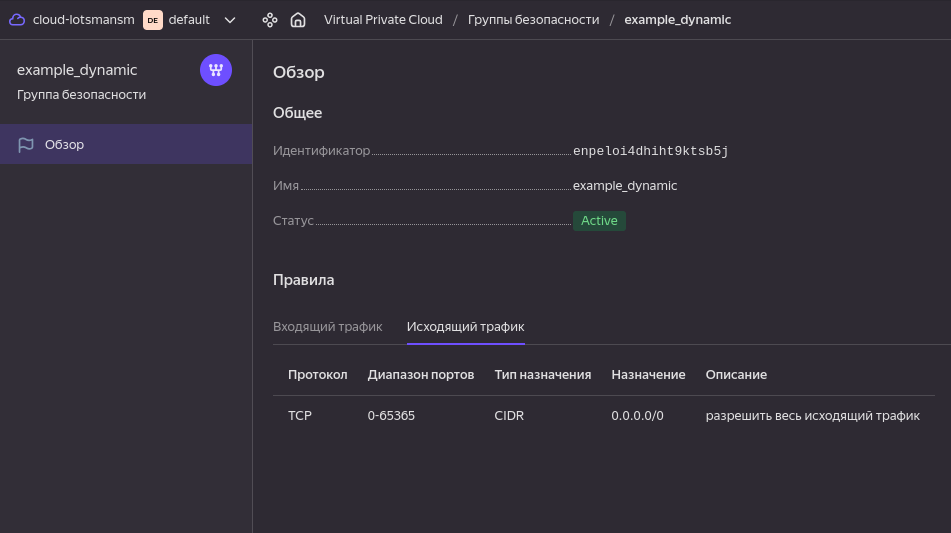 cloud-lotsmansm DE default Virtual Private Cloud / Группы безопасности / example_dynamic
example_dynamic
Группа безопасности
Обзор
Обзор
Общее
Идентификатор enpeloi4dhiht9ktsb5j
Имя example_dynamic
Статус Active
Правила
Входящий трафик Исходящий трафик
Протокол Диапазон портов Тип назначения Назначение Описание
TCP 0-65365 CIDR 0.0.0.0/0 разрешить весь исходящий трафик